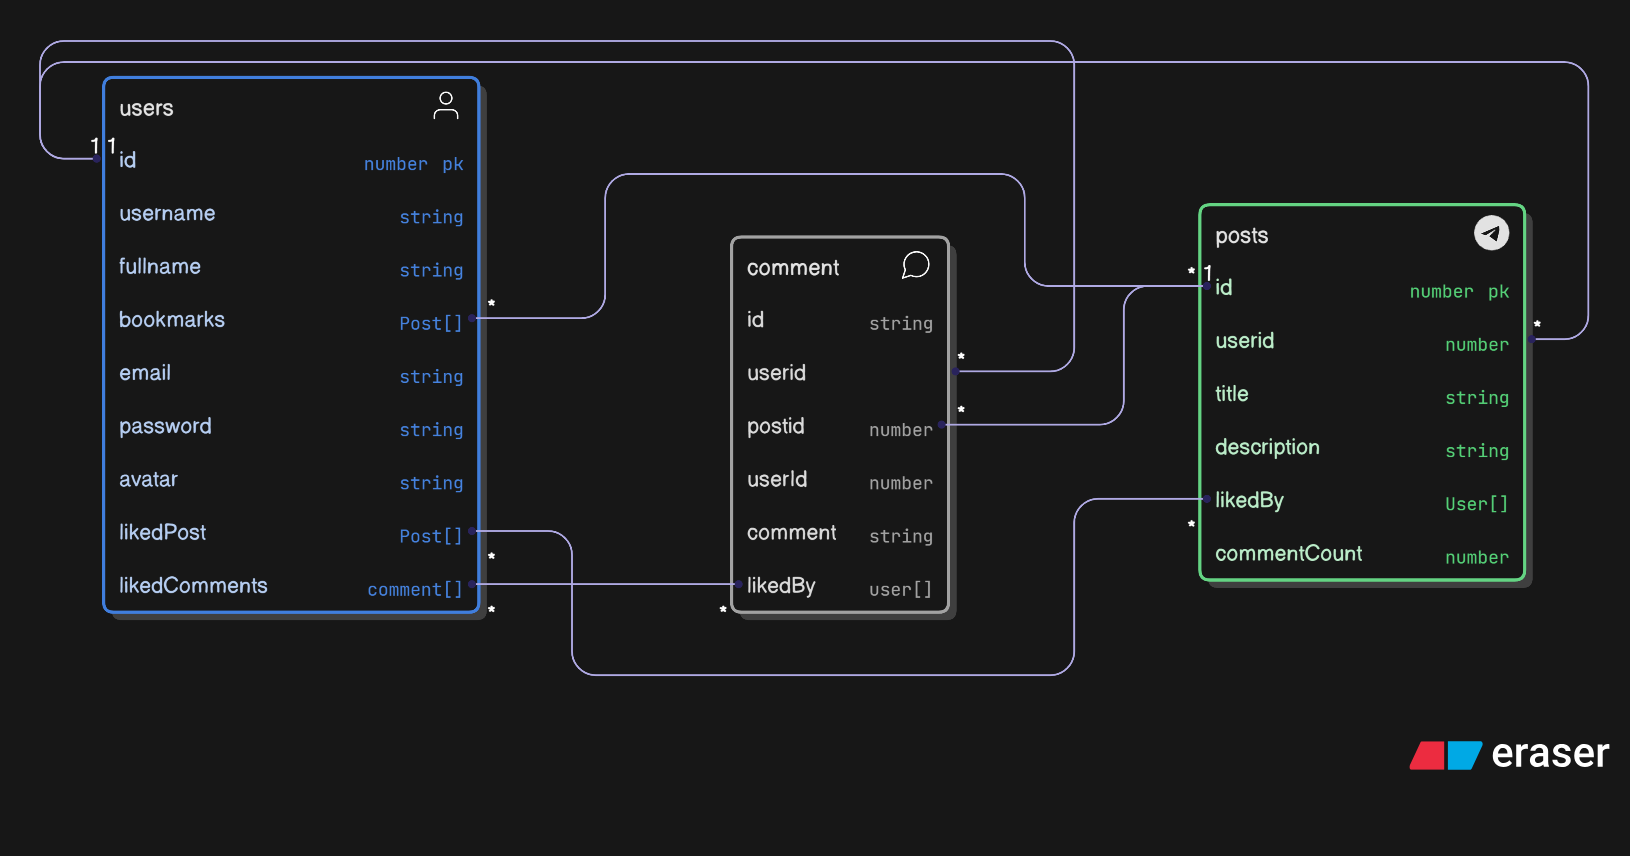 users
1 1
id number pk
username string
fullname string
bookmarks Post[] *
email string
password string
avatar string
likedPost Post[]
*
likedComments comment[]
*
comment
id string
userid *
postid number *
userId number
comment string
likedBy user[]
*
posts
* 1
id number pk
userid number *
title string
description string
likedBy User[]
*
commentCount number
eraser